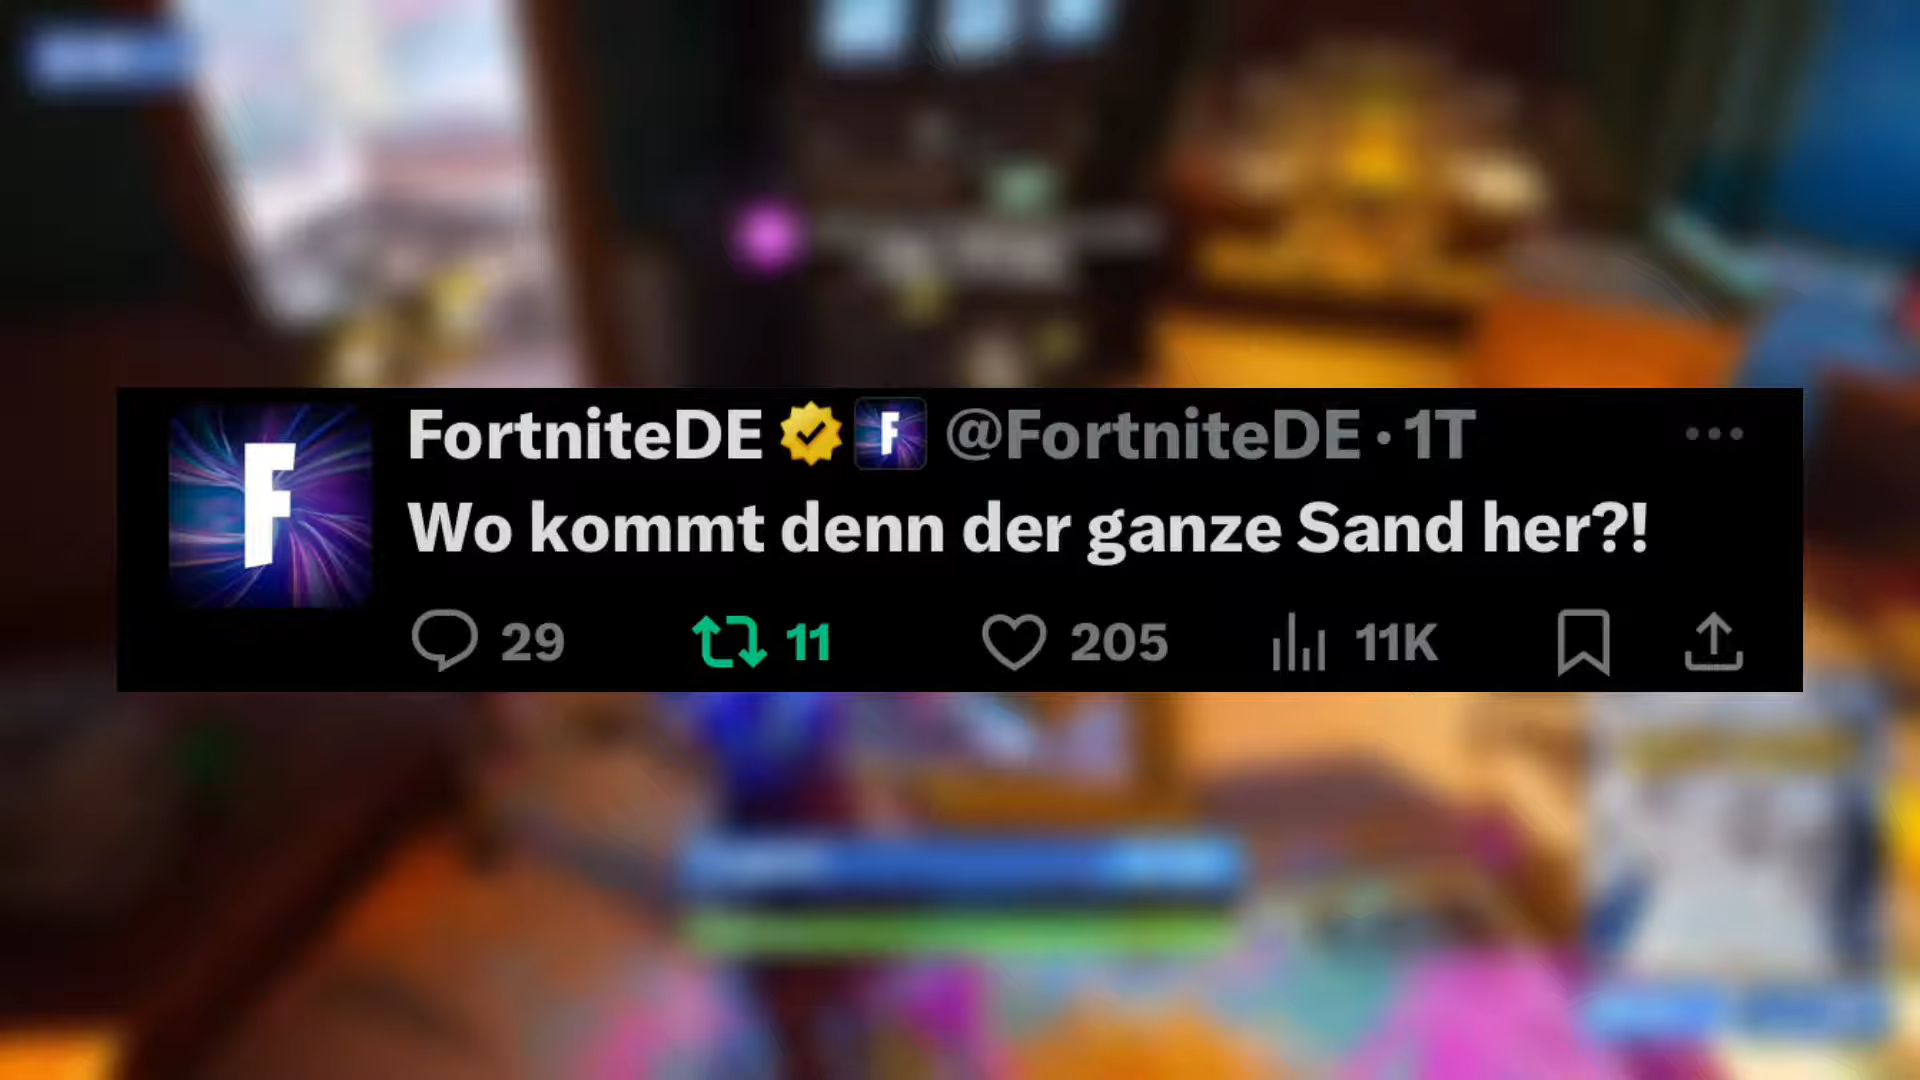 FortniteDE @FortniteDE · 1T
Wo kommt denn der ganze Sand her?!
29 11 205 11K